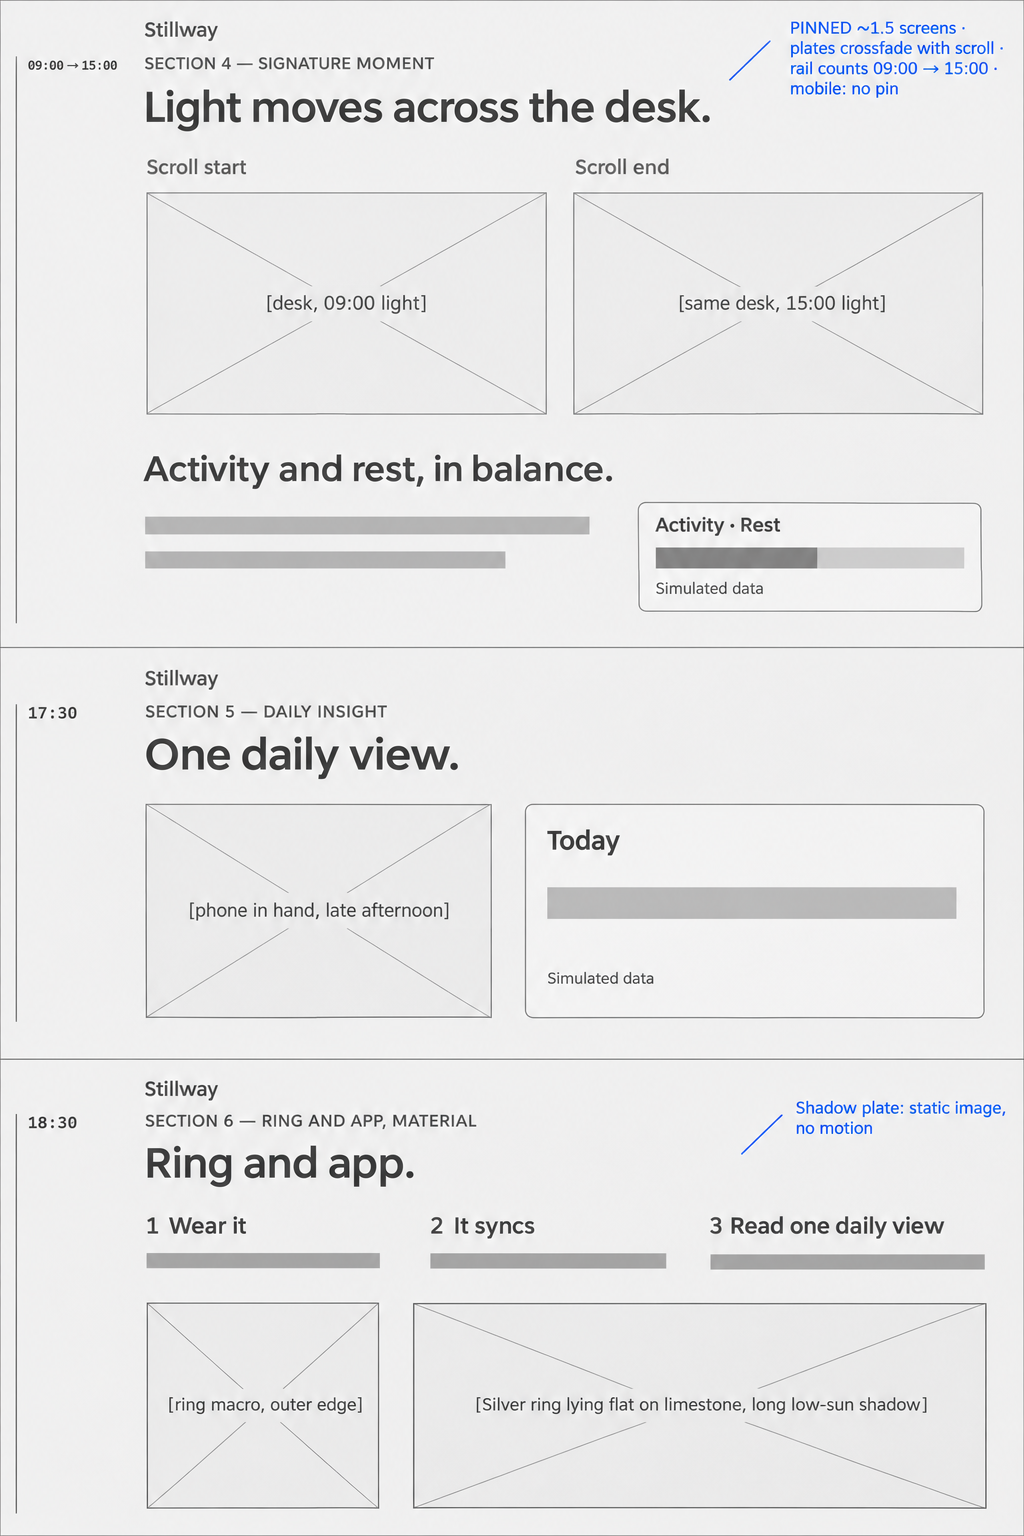 Stillway
PINNED ~1.5 screens ·
plates crossfade with scroll ·
rail counts 09:00 → 15:00 ·
mobile: no pin
09:00→15:00
SECTION 4 — SIGNATURE MOMENT
Light moves across the desk.
Scroll start
Scroll end
[desk, 09:00 light]
[same desk, 15:00 light]
Activity and rest, in balance.
Activity · Rest
Simulated data
Stillway
17:30
SECTION 5 — DAILY INSIGHT
One daily view.
[phone in hand, late afternoon]
Today
Simulated data
Stillway
18:30
SECTION 6 — RING AND APP, MATERIAL
Shadow plate: static image,
no motion
Ring and app.
1 Wear it
2 It syncs
3 Read one daily view
[ring macro, outer edge]
[Silver ring lying flat on limestone, long low-sun shadow]